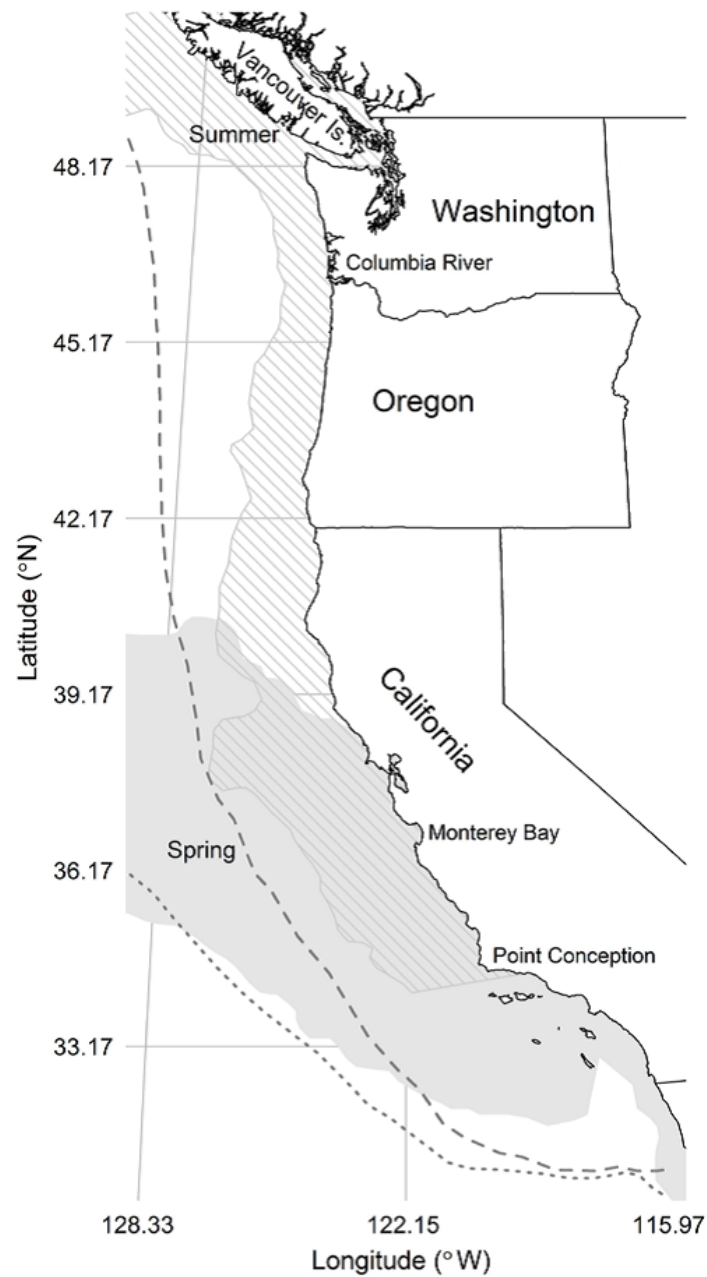 Vancouver Is.
Summer
48.17
Washington
Columbia River
45.17
Oregon
42.17
Latitude (°N)
39.17
California
Monterey Bay
Spring
36.17
Point Conception
33.17
128.33
122.15
115.97
Longitude (°W)